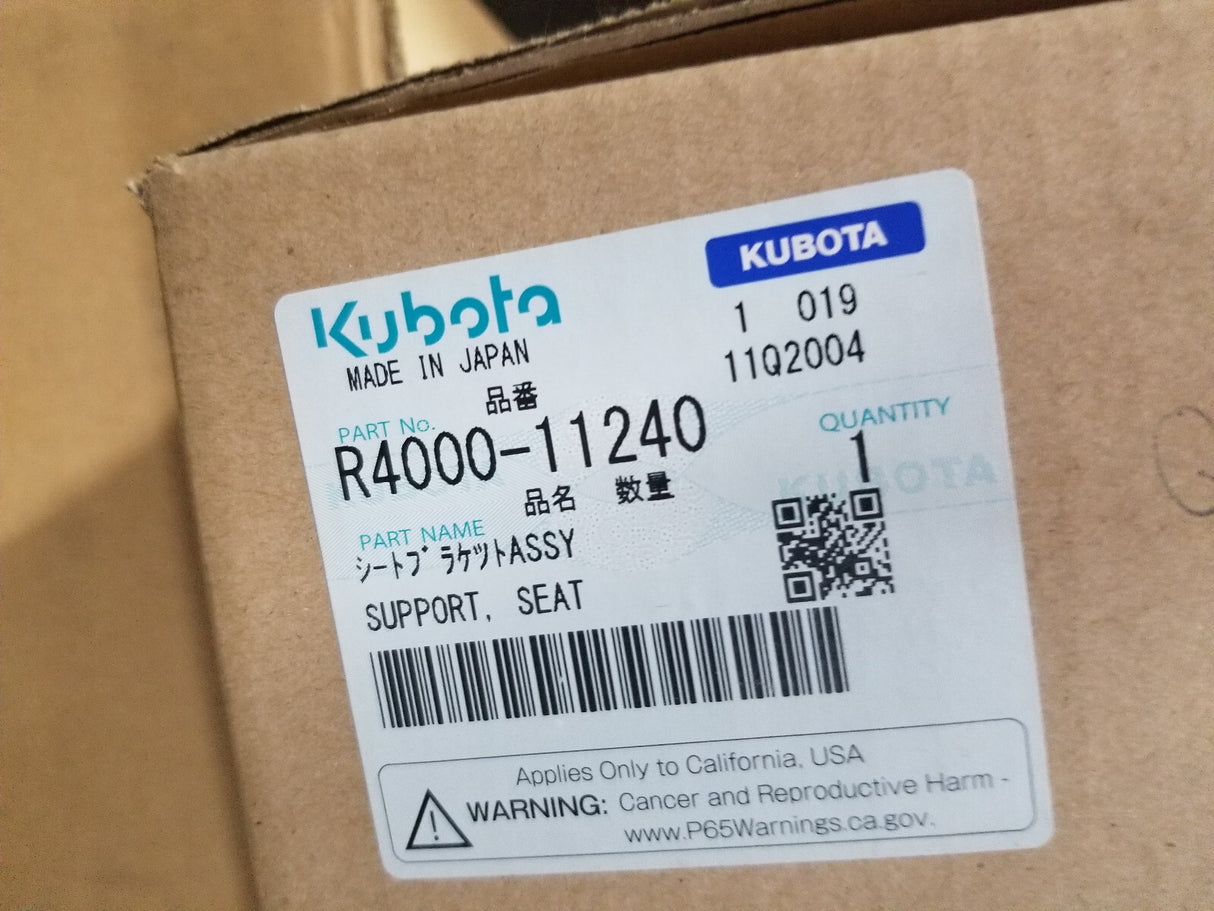 Kubota
KUBOTA
MADE IN JAPAN
1 019
11Q2004
品番
PART No.
R4000-11240
QUANTITY
1
品名 数量
PART NAME
シートブラケツトASSY
SUPPORT, SEAT
KUBOTA
Applies Only to California, USA
WARNING: Cancer and Reproductive Harm -
www.P65Warnings.ca.gov.